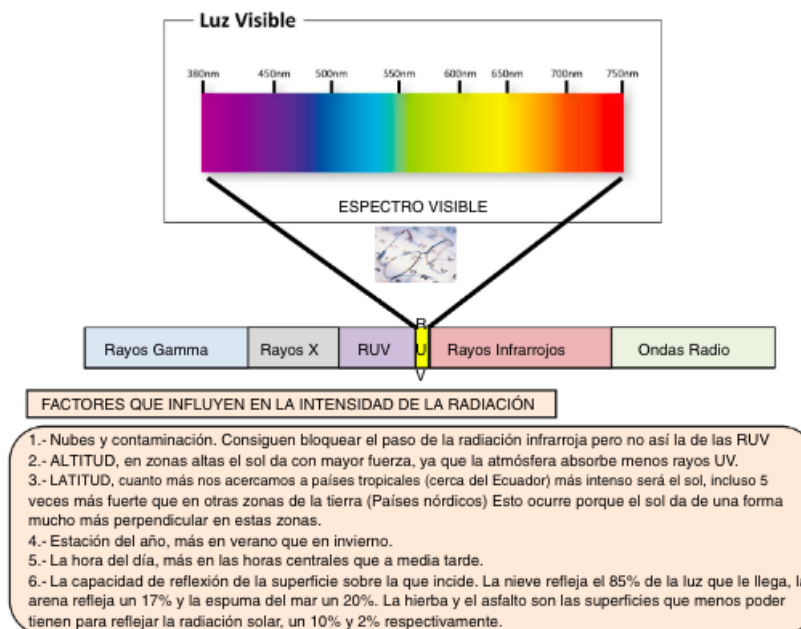 Luz Visible
380nm 450nm 500nm 550nm 600nm 650nm 700nm 750nm
ESPECTRO VISIBLE
Rayos Gamma Rayos X RUV RUV Rayos Infrarrojos Ondas Radio
FACTORES QUE INFLUYEN EN LA INTENSIDAD DE LA RADIACIÓN
1.- Nubes y contaminación. Consiguen bloquear el paso de la radiación infrarroja pero no así la de las RUV
2.- ALTITUD, en zonas altas el sol da con mayor fuerza, ya que la atmósfera absorbe menos rayos UV.
3.- LATITUD, cuanto más nos acercamos a países tropicales (cerca del Ecuador) más intenso será el sol, incluso 5
veces más fuerte que en otras zonas de la tierra (Países nórdicos) Esto ocurre porque el sol da de una forma
mucho más perpendicular en estas zonas.
4.- Estación del año, más en verano que en invierno.
5.- La hora del día, más en las horas centrales que a media tarde.
6.- La capacidad de reflexión de la superficie sobre la que incide. La nieve refleja el 85% de la luz que le llega,
arena refleja un 17% y la espuma del mar un 20%. La hierba y el asfalto son las superficies que menos poder
tienen para reflejar la radiación solar, un 10% y 2% respectivamente.